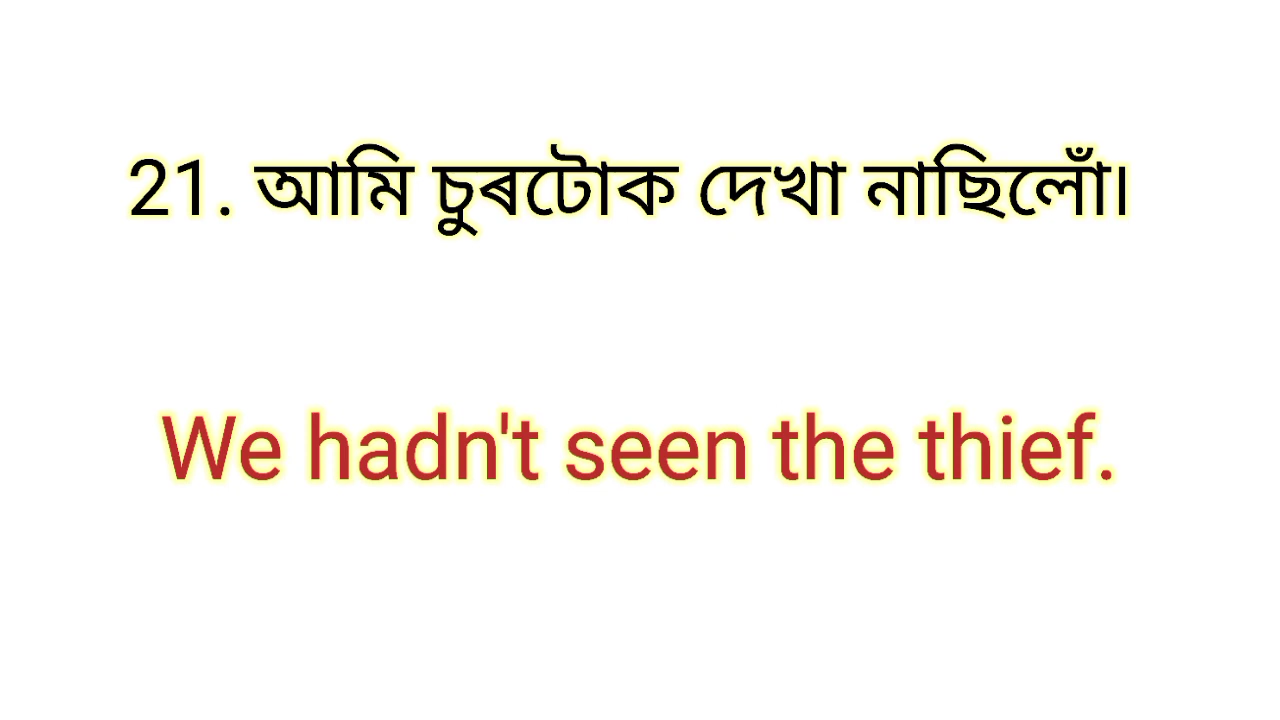 21. আমি চুৰটোক দেখা নাছিলোঁ।
We hadn't seen the thief.